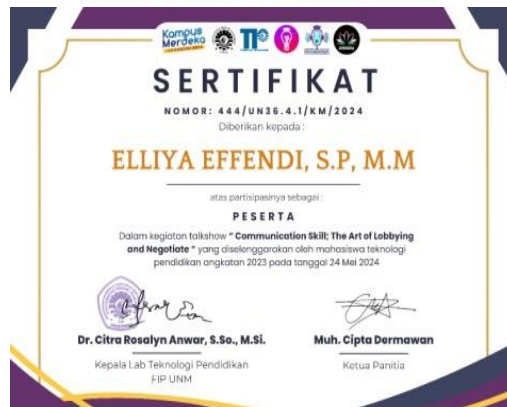 Kampus
Merdeka
SERTIFIKAT
NOMOR: 444/UN36.4.1/KM/2024
Diberikan kepada :
ELLIYA EFFENDI, S.P, M.M
atas partisipasinya sebagai :
PESERTA
Dalam kegiatan talkshow " Communication Skill; The Art of Lobbying
and Negotiate " yang diselenggarakan oleh mahasiswa teknologi
pendidikan angkatan 2023 pada tanggal 24 Mei 2024
Dr. Citra Rosalyn Anwar, S.So., M.Si.
Muh. Cipta Dermawan
Kepala Lab Teknologi Pendidikan
FIP UNM
Ketua Panitia